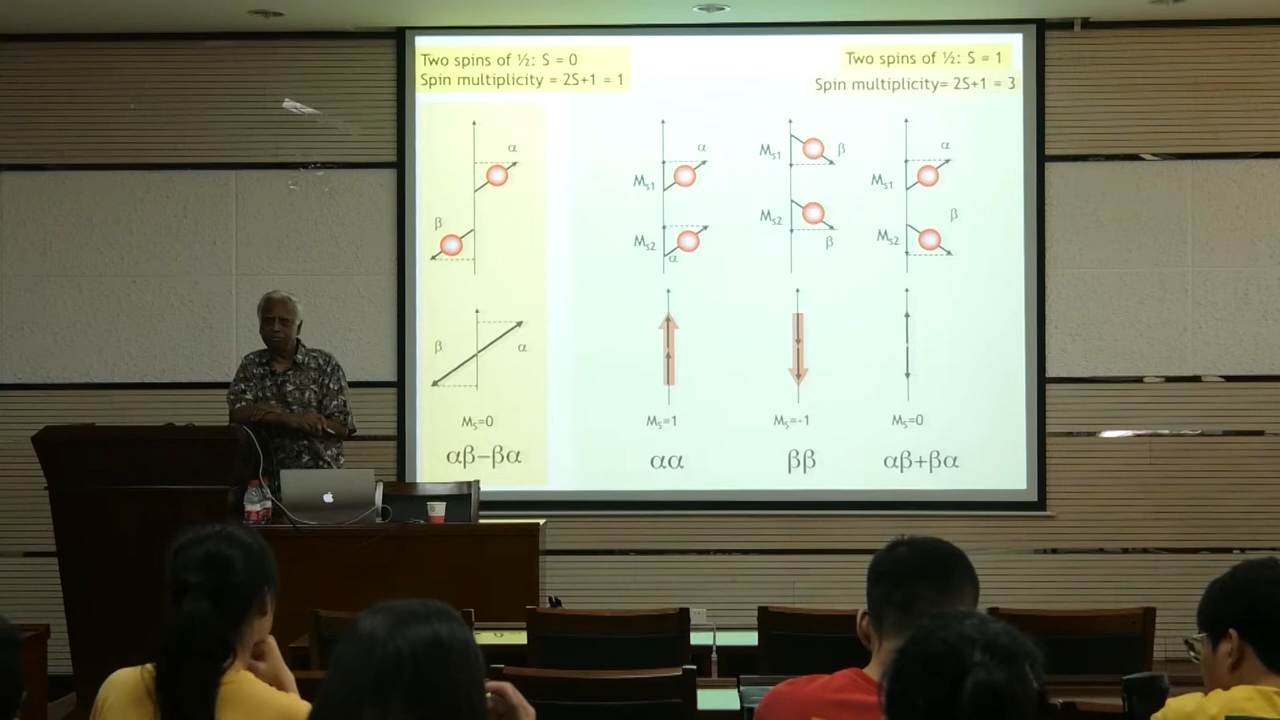 Two spins of ½: S = 0
Spin multiplicity = 2S+1 = 1
Two spins of ½: S = 1
Spin multiplicity= 2S+1 = 3
α
β
β
α
Ms=0
αβ−βα
Ms1
α
Ms2
α
Ms=1
αα
Ms1
β
Ms2
β
Ms=-1
ββ
Ms1
α
Ms2
β
Ms=0
αβ+βα